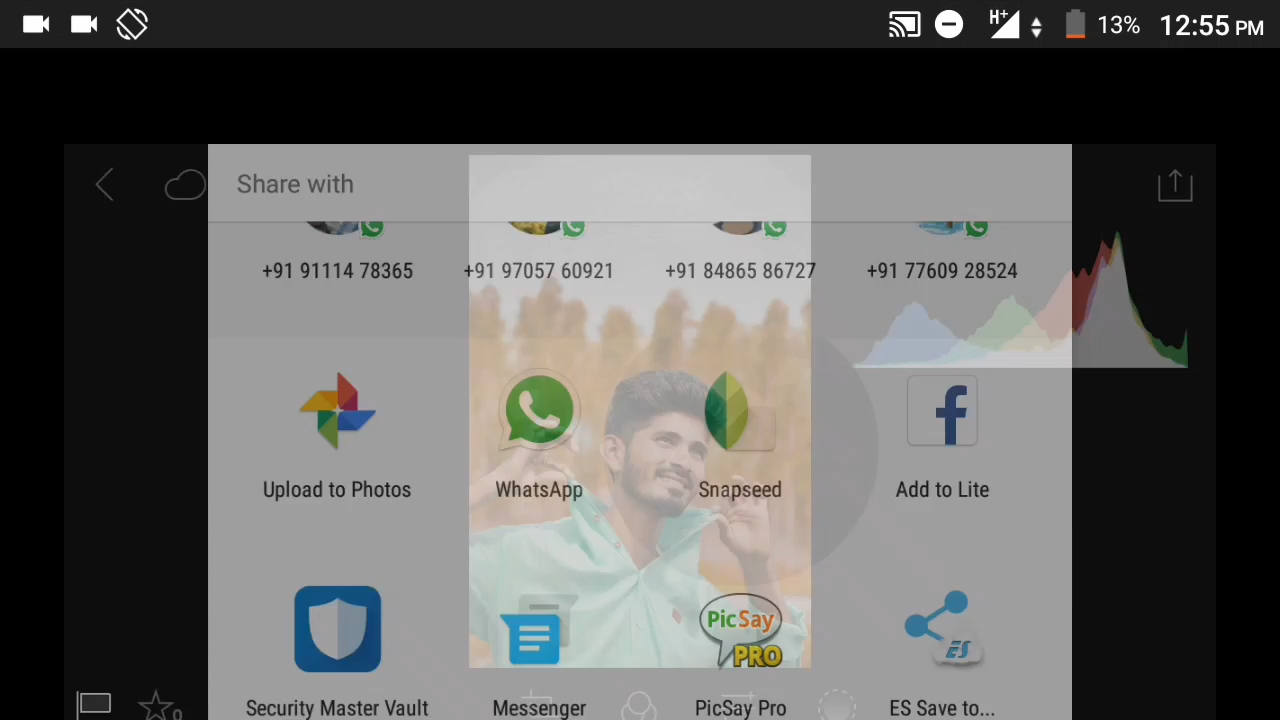 H+ 13% 12:55 PM
Share with
+91 91114 78365 +91 97057 60921 +91 84865 86727 +91 77609 28524
Upload to Photos WhatsApp Snapseed Add to Lite
PicSay
PRO
ES
Security Master Vault Messenger PicSay Pro ES Save to...
0